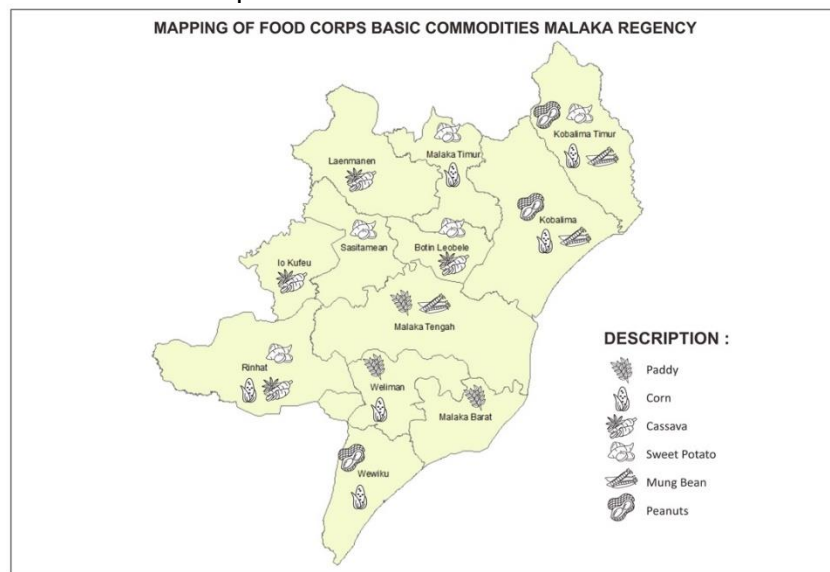 MAPPING OF FOOD CORPS BASIC COMMODITIES MALAKA REGENCY
Kobalima Timur
Malaka Timur
Laenmanen
Kobalima
Sasitamean
Botin Leobele
Io Kufeu
Malaka Tengah
Rinhat
Weliman
Malaka Barat
Wewiku
DESCRIPTION :
Paddy
Corn
Cassava
Sweet Potato
Mung Bean
Peanuts